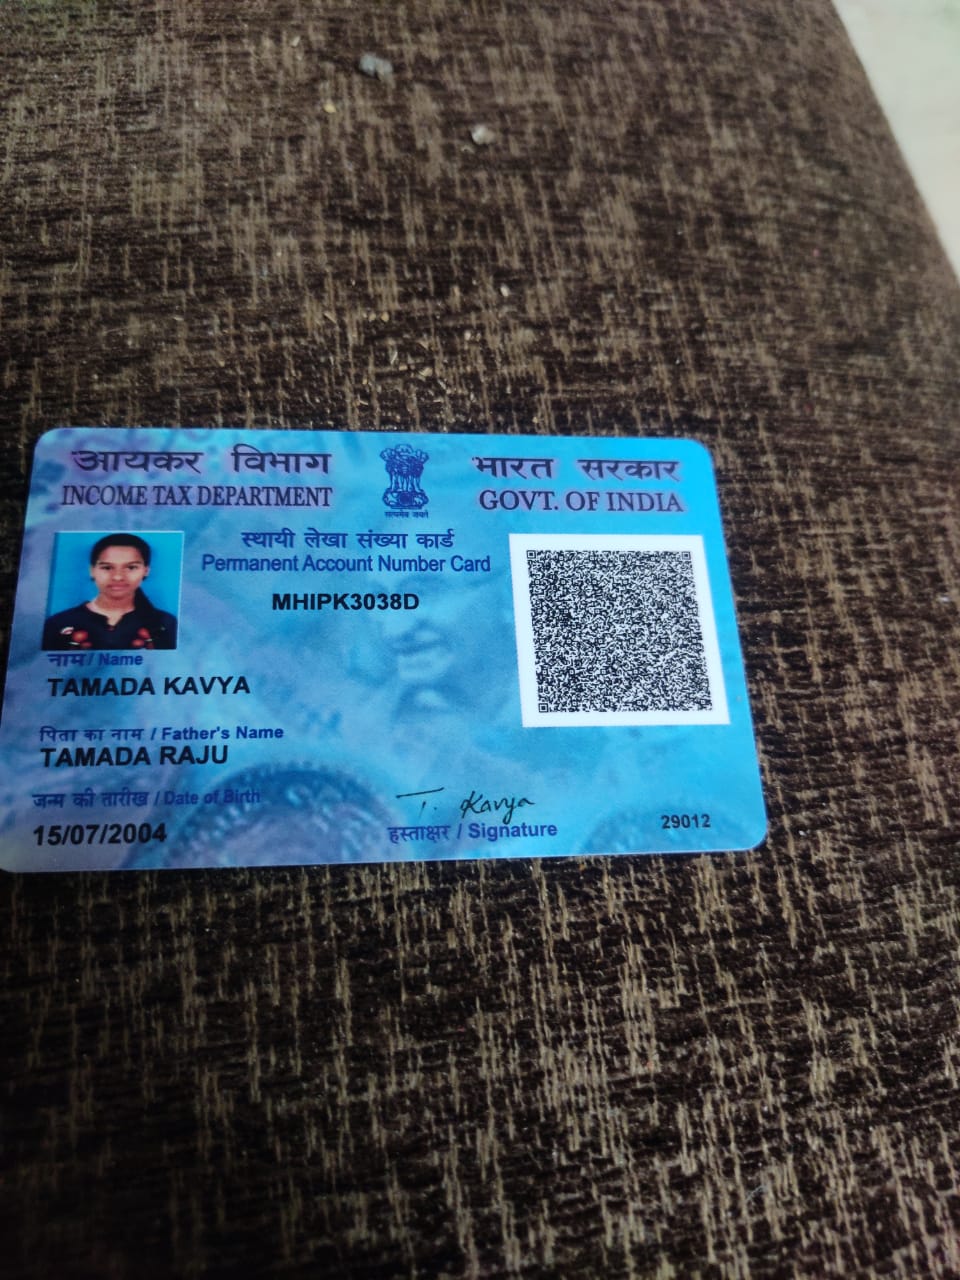 आयकर विभाग
INCOME TAX DEPARTMENT
सत्यमेव जयते
भारत सरकार
GOVT. OF INDIA
स्थायी लेखा संख्या कार्ड
Permanent Account Number Card
MHIPK3038D
नाम / Name
TAMADA KAVYA
पिता का नाम / Father's Name
TAMADA RAJU
जन्म की तारीख / Date of Birth
15/07/2004
T. Kavya
हस्ताक्षर / Signature
29012